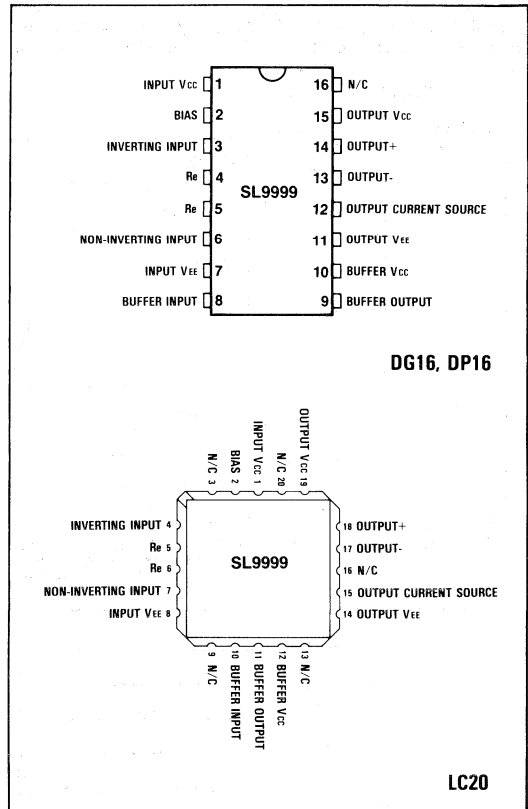 INPUT Vcc 1
BIAS 2
INVERTING INPUT 3
Re 4
Re 5
NON-INVERTING INPUT 6
INPUT VEE 7
BUFFER INPUT 8
SL9999
16 N/C
15 OUTPUT Vcc
14 OUTPUT+
13 OUTPUT-
12 OUTPUT CURRENT SOURCE
11 OUTPUT VEE
10 BUFFER Vcc
9 BUFFER OUTPUT
DG16, DP16
N/C 3
BIAS 2
INPUT Vcc 1
N/C 20
OUTPUT Vcc 19
INVERTING INPUT 4
Re 5
Re 6
NON-INVERTING INPUT 7
INPUT VEE 8
SL9999
18 OUTPUT+
17 OUTPUT-
16 N/C
15 OUTPUT CURRENT SOURCE
14 OUTPUT VEE
9 N/C
10 BUFFER INPUT
11 BUFFER OUTPUT
12 BUFFER Vcc
13 N/C
LC20